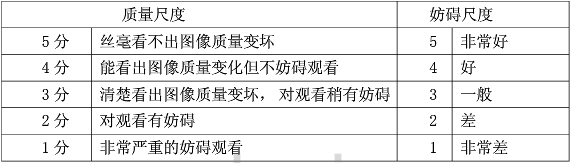 质量尺度 妨碍尺度
5 分 丝毫看不出图像质量变坏 5 非常好
4 分 能看出图像质量变化但不妨碍观看 4 好
3 分 清楚看出图像质量变坏，对观看稍有妨碍 3 一般
2 分 对观看有妨碍 2 差
1 分 非常严重的妨碍观看 1 非常差